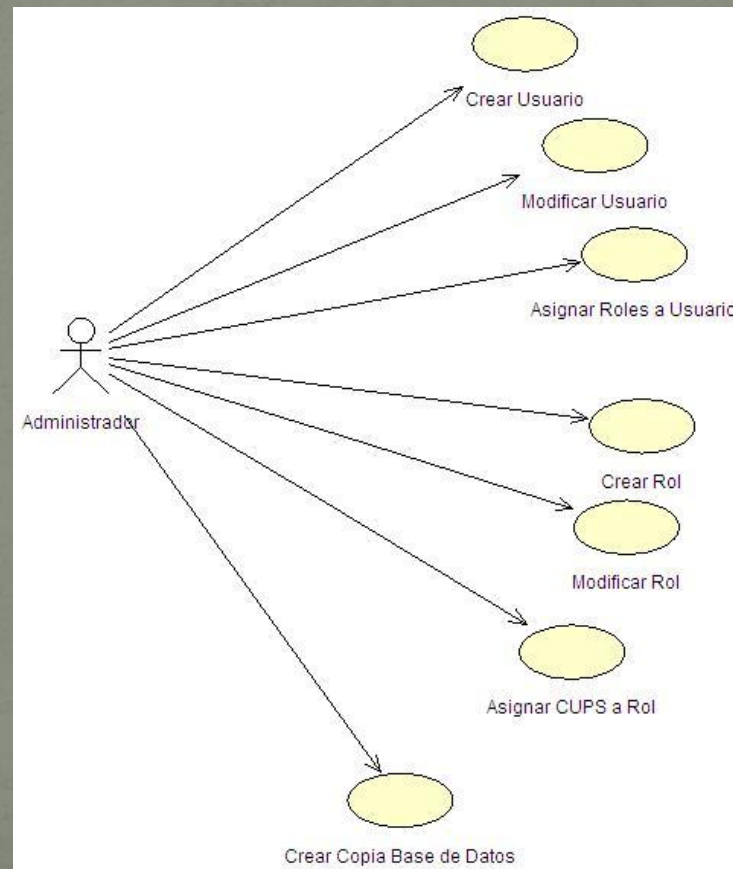 Crear Usuario
Modificar Usuario
Asignar Roles a Usuario
Administrador
Crear Rol
Modificar Rol
Asignar CUPS a Rol
Crear Copia Base de Datos